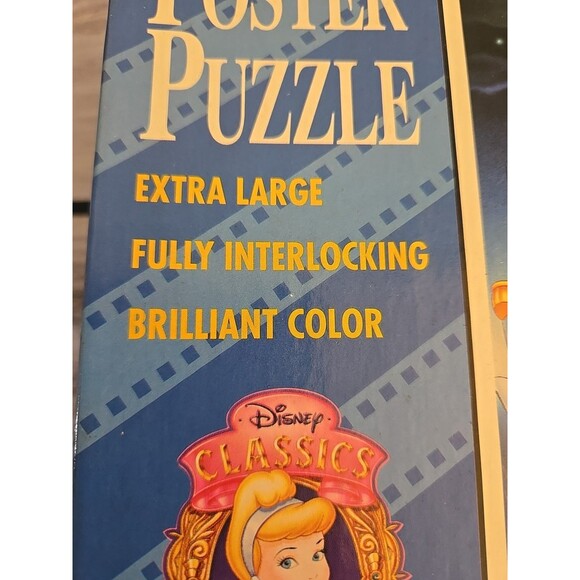 POSTER
PUZZLE
EXTRA LARGE
FULLY INTERLOCKING
BRILLIANT COLOR
Disney
CLASSICS